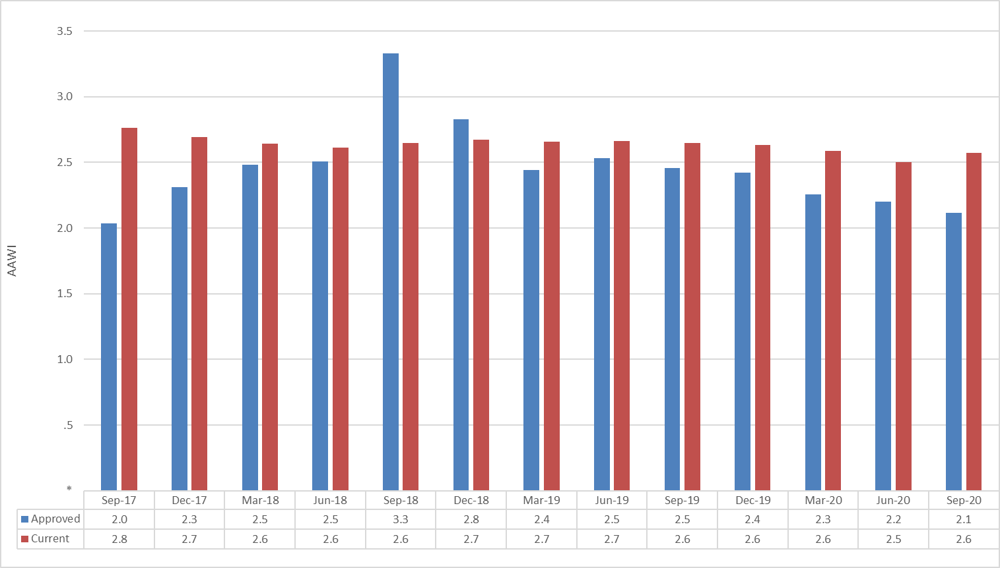 3.5
3.0
2.5
2.0
1.5
1.0
.5
*
AAWI
Sep-17 Dec-17 Mar-18 Jun-18 Sep-18 Dec-18 Mar-19 Jun-19 Sep-19 Dec-19 Mar-20 Jun-20 Sep-20
Approved 2.0 2.3 2.5 2.5 3.3 2.8 2.4 2.5 2.5 2.4 2.3 2.2 2.1
Current 2.8 2.7 2.6 2.6 2.6 2.7 2.7 2.7 2.6 2.6 2.6 2.5 2.6